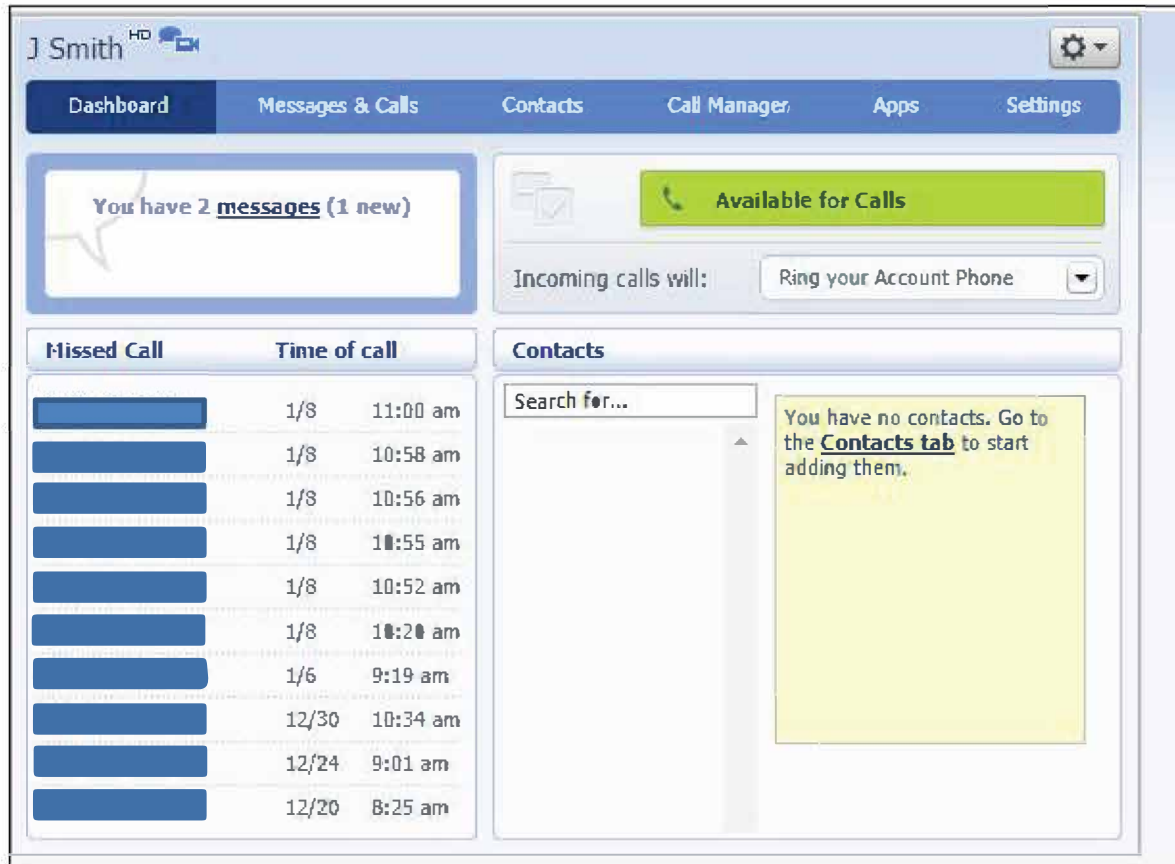 J Smith HD
Dashboard Messages & Calls Contacts Call Manager Apps Settings
You have 2 messages (1 new)
Available for Calls
Incoming calls will: Ring your Account Phone
Missed Call Time of call
1/8 11:00 am
1/8 10:58 am
1/8 10:56 am
1/8 10:55 am
1/8 10:52 am
1/8 10:20 am
1/6 9:19 am
12/30 10:34 am
12/24 9:01 am
12/20 8:25 am
Contacts
Search for...
You have no contacts. Go to
the Contacts tab to start
adding them.